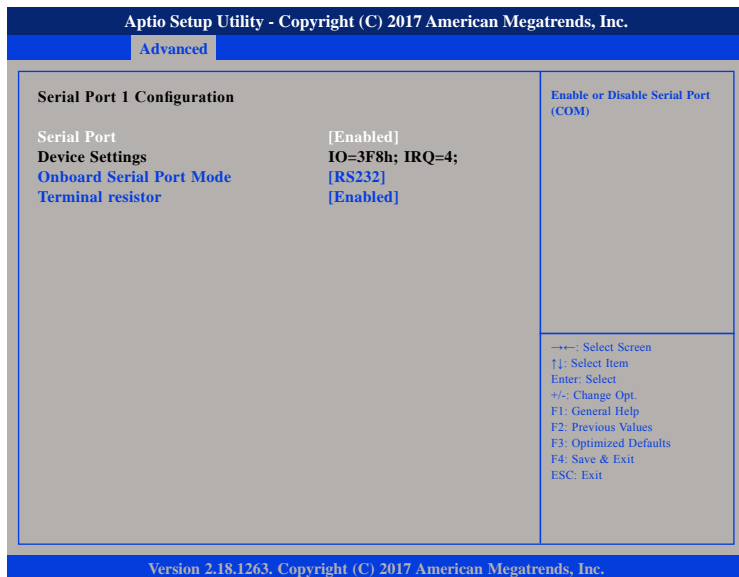 Aptio Setup Utility - Copyright (C) 2017 American Megatrends, Inc.
Advanced
Serial Port 1 Configuration
Serial Port [Enabled]
Device Settings IO=3F8h; IRQ=4;
Onboard Serial Port Mode [RS232]
Terminal resistor [Enabled]
Enable or Disable Serial Port
(COM)
→←: Select Screen
↑↓: Select Item
Enter: Select
+/-: Change Opt.
F1: General Help
F2: Previous Values
F3: Optimized Defaults
F4: Save & Exit
ESC: Exit
Version 2.18.1263. Copyright (C) 2017 American Megatrends, Inc.